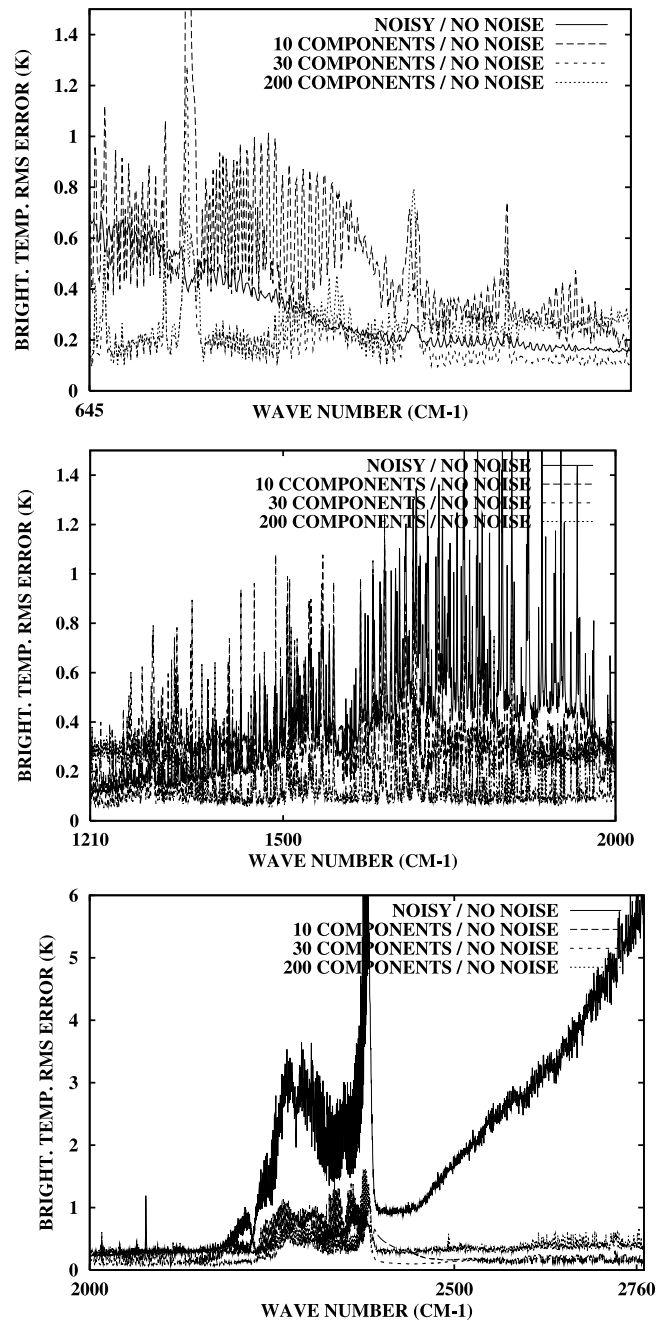 1.4
1.2
1
0.8
0.6
0.4
0.2
0
BRIGHT. TEMP. RMS ERROR (K)
NOISY / NO NOISE
10 COMPONENTS / NO NOISE
30 COMPONENTS / NO NOISE
200 COMPONENTS / NO NOISE
645
WAVE NUMBER (CM-1)
1.4
1.2
1
0.8
0.6
0.4
0.2
0
BRIGHT. TEMP. RMS ERROR (K)
NOISY / NO NOISE
10 CCOMPONENTS / NO NOISE
30 COMPONENTS / NO NOISE
200 COMPONENTS / NO NOISE
1210 1500 2000
WAVE NUMBER (CM-1)
6
5
4
3
2
1
0
BRIGHT. TEMP. RMS ERROR (K)
NOISY / NO NOISE
10 COMPONENTS / NO NOISE
30 COMPONENTS / NO NOISE
200 COMPONENTS / NO NOISE
2000 2500 2760
WAVE NUMBER (CM-1)